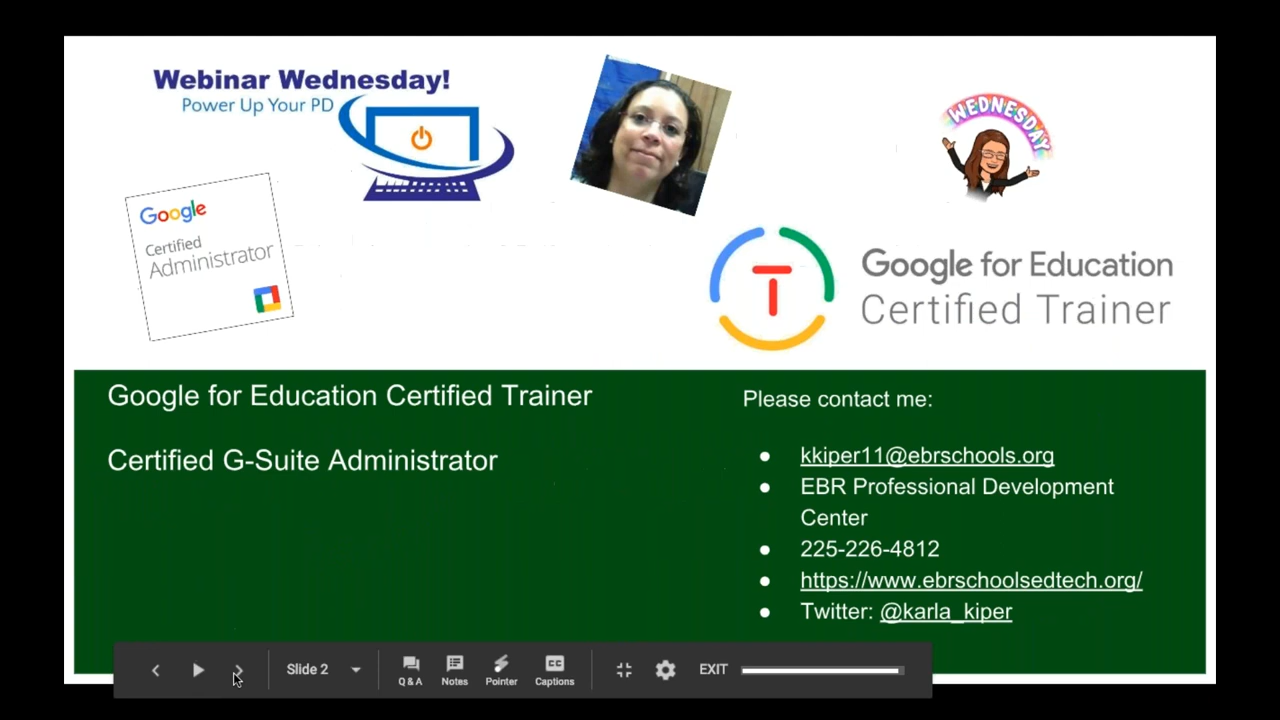 Webinar Wednesday!
Power Up Your PD
WEDNESDAY
Google
Certified
Administrator
T
Google for Education
Certified Trainer
Google for Education Certified Trainer
Certified G-Suite Administrator
Please contact me:
● kkiper11@ebrschools.org
● EBR Professional Development
Center
● 225-226-4812
● https://www.ebrschoolsedtech.org/
● Twitter: @karla_kiper
Slide 2
Q & A
Notes
Pointer
CC
Captions
EXIT